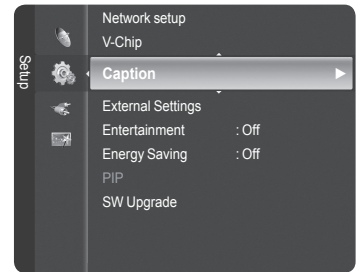 Setup
Network setup
V-Chip
Caption
External Settings
Entertainment : Off
Energy Saving : Off
PIP
SW Upgrade